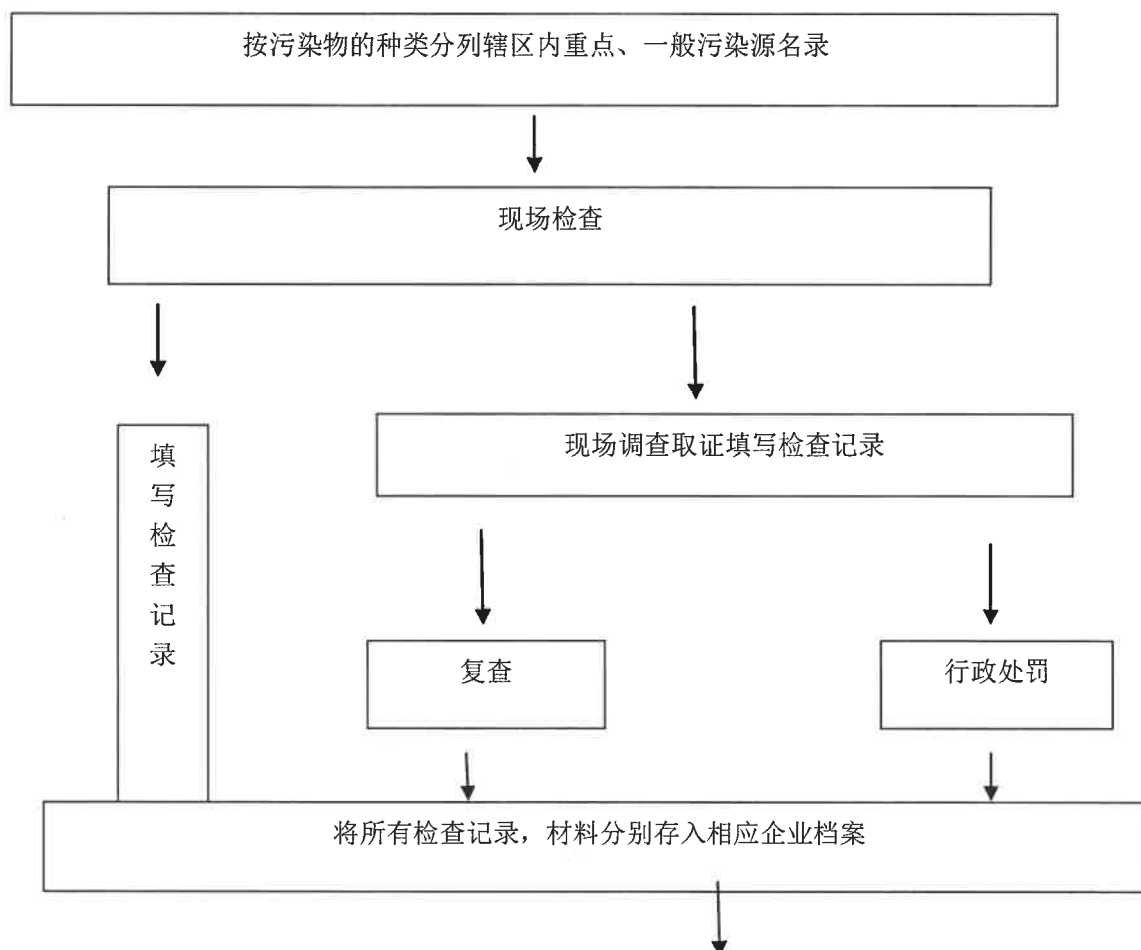 按污染物的种类分列辖区内重点、一般污染源名录
现场检查
填写检查记录
现场调查取证填写检查记录
复查
行政处罚
将所有检查记录，材料分别存入相应企业档案